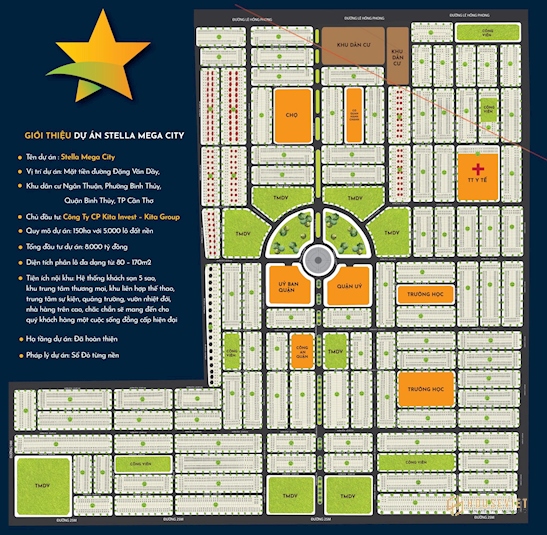 ĐƯỜNG LÊ HỒNG PHONG
ĐƯỜNG LÊ HỒNG PHONG
ĐƯỜNG LÊ HỒNG PHONG
CÔNG VIÊN
KHU DÂN CƯ
KHU DÂN CƯ
CHỢ
CÔNG VIÊN
GIỚI THIỆU DỰ ÁN STELLA MEGA CITY
Tên dự án: Stella Mega City
Vị trí dự án: Mặt tiền đường Đặng Văn Dầy,
Khu dân cư Ngân Thuận, Phường Bình Thủy,
Quận Bình Thủy, TP Cần Thơ
Chủ đầu tư: Công Ty CP Kita Invest - Kita Group
Quy mô dự án: 150ha với 5.000 lô đất nền
Tổng đầu tư dự án: 8.000 tỷ đồng
Diện tích phân lô đa dạng từ 80 - 170m2
Tiện ích nội khu: Hệ thống khách sạn 5 sao,
khu trung tâm thương mại, khu liên hợp thể thao,
trung tâm sự kiện, quảng trường, vườn nhiệt đới,
nhà hàng trên cao, chắc chắn sẽ mang đến cho
quý khách hàng một cuộc sống đẳng cấp hiện đại
Hạ tầng dự án: Đã hoàn thiện
Pháp lý dự án: Sổ Đỏ từng nền
TT Y TẾ
TMDV
TMDV
TMDV
TMDV
UỶ BAN QUẬN
QUẬN UỶ
TRƯỜNG HỌC
CÔNG VIÊN
CÔNG AN QUẬN
TMDV
TRƯỜNG HỌC
CÔNG VIÊN
CÔNG VIÊN
TMDV
TMDV
TMDV
ĐƯỜNG 20M
ĐƯỜNG 20M
ĐƯỜNG 20M